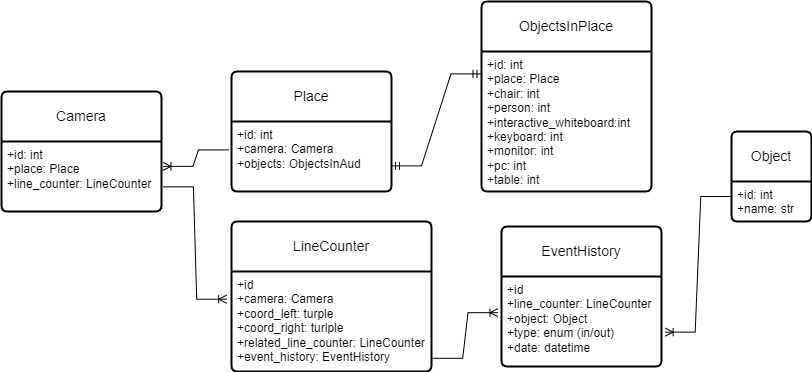 ObjectsInPlace
+id: int
+place: Place
+chair: int
+person: int
+interactive_whiteboard:int
+keyboard: int
+monitor: int
+pc: int
+table: int
Place
+id: int
+camera: Camera
+objects: ObjectsInAud
Camera
+id: int
+place: Place
+line_counter: LineCounter
Object
+id: int
+name: str
LineCounter
+id
+camera: Camera
+coord_left: turple
+coord_right: turlple
+related_line_counter: LineCounter
+event_history: EventHistory
EventHistory
+id
+line_counter: LineCounter
+object: Object
+type: enum (in/out)
+date: datetime